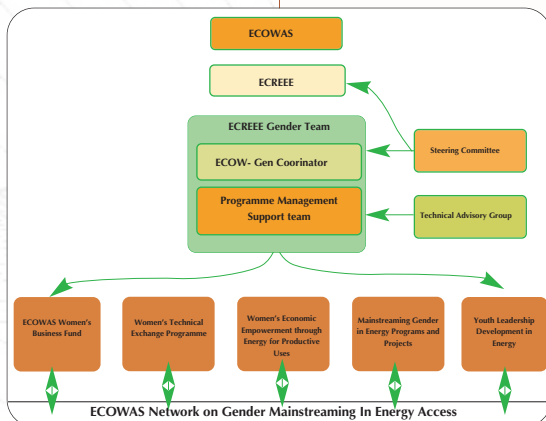 ECOWAS
ECREEE
ECREEE Gender Team
ECOW- Gen Coorinator
Programme Management
Support team
Steering Committee
Technical Advisory Group
ECOWAS Women's
Business Fund
Women's Technical
Exchange Programme
Women's Economic
Empowerment through
Energy for Productive
Uses
Mainstreaming Gender
in Energy Programs and
Projects
Youth Leadership
Development in
Energy
ECOWAS Network on Gender Mainstreaming In Energy Access